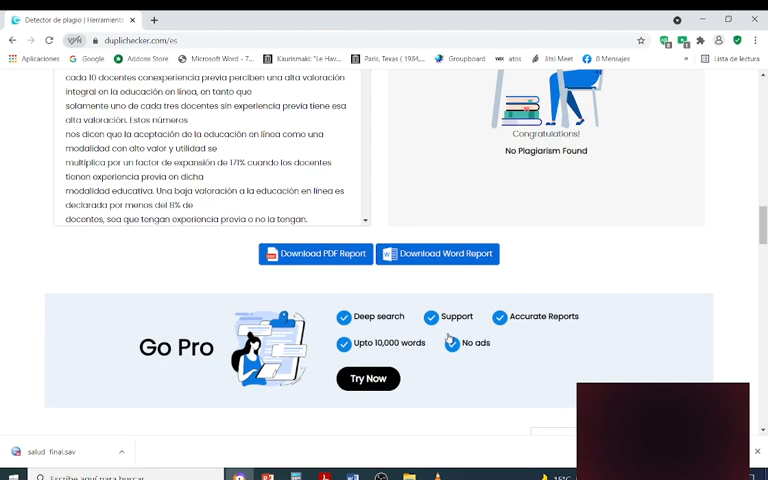 Detector de plagio | Herramient
duplichecker.com/es
Aplicaciones
Google
Addons Store
Microsoft Word - 7...
Kaurismaki: "Le Hav...
Paris, Texas ( 1984,...
Groupboard
WIX
atos
Jitsi Meet
0 Mensajes
»
Lista de lectura
cada 10 docentes conexperiencia previa perciben una alta valoración
integral en la educación en línea, en tanto que
solamente uno de cada tres docentes sin experiencia previa tiene esa
alta valoración. Estos números
nos dicen que la aceptación de la educación en línea como una
modalidad con alto valor y utilidad se
multiplica por un factor de expansión de 171% cuando los docentes
tienen experiencia previa en dicha
modalidad educativa. Una baja valoración a la educación en línea es
declarada por menos del 8% de
docentes, sea que tengan experiencia previa o no la tengan.
Congratulations!
No Plagiarism Found
Download PDF Report
Download Word Report
Go Pro
Deep search
Support
Accurate Reports
Upto 10,000 words
No ads
Try Now
salud final.sav
Escribe aquí para buscar
15°C